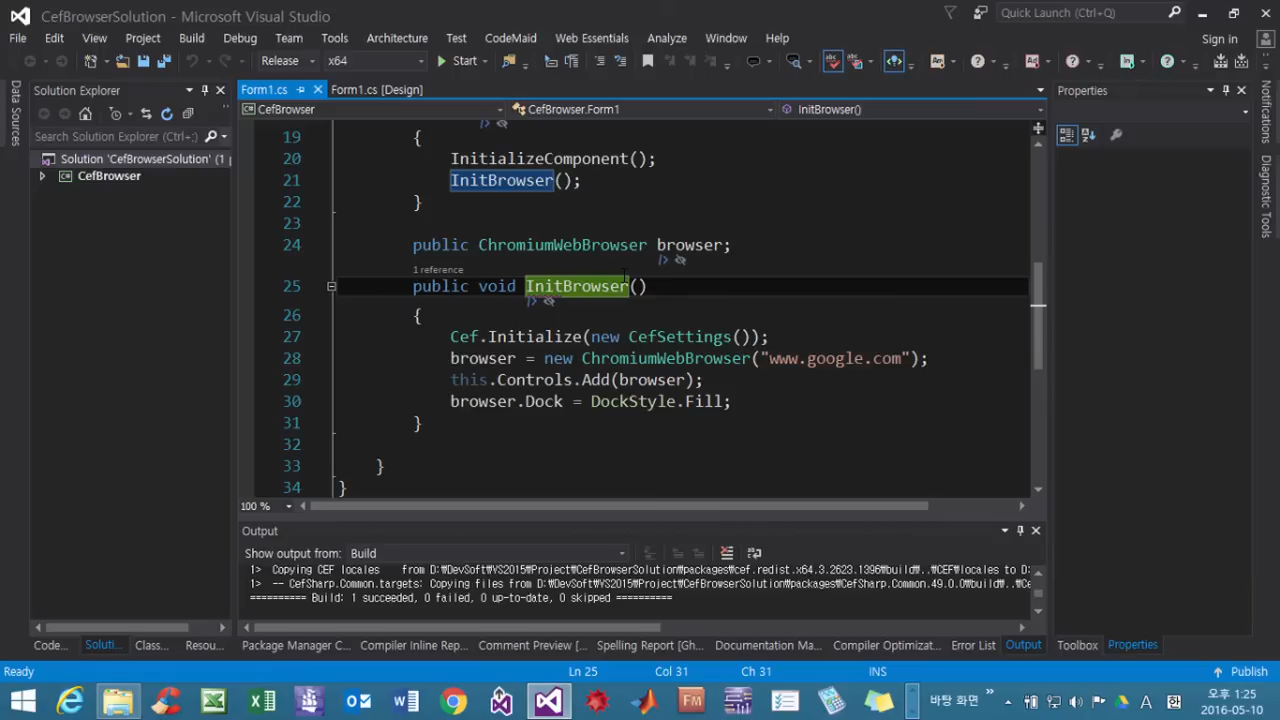 CefBrowserSolution - Microsoft Visual Studio
Quick Launch (Ctrl+Q)
File Edit View Project Build Debug Team Tools Architecture Test CodeMaid Web Essentials Analyze Window Help
Sign in
Release x64 Start
Data Sources
Solution Explorer
Search Solution Explorer
Solution 'CefBrowserSolution' (1
CefBrowser
Form1.cs Form1.cs [Design]
CefBrowser CefBrowser.Form1 InitBrowser()
19 {
20 InitializeComponent();
21 InitBrowser();
22 }
23
24 public ChromiumWebBrowser browser;
1 reference
25 public void InitBrowser()
26 {
27 Cef.Initialize(new CefSettings());
28 browser = new ChromiumWebBrowser("www.google.com");
29 this.Controls.Add(browser);
30 browser.Dock = DockStyle.Fill;
31 }
32
33 }
34 }
100 %
Properties
Notifications
Diagnostic Tools
Output
Show output from: Build
1> Copying CEF locales from D:₩DevSoft₩VS2015₩Project₩CefBrowserSolution₩packages₩cef.redist.x64.3.2623.1396₩build₩..₩CEF₩locales to D:
1> -- CefSharp.Common.targets: Copying files from D:₩DevSoft₩VS2015₩Project₩CefBrowserSolution₩packages₩CefSharp.Common.49.0.0₩build₩..₩Ce
========== Build: 1 succeeded, 0 failed, 0 up-to-date, 0 skipped ==========
Code... Soluti... Class... Resou... Package Manager C... Compiler Inline Rep... Comment Preview [... Spelling Report [Gh... Documentation Ma... Compiler Optimizat... Error List Output Toolbox Properties
Ready Ln 25 Col 31 Ch 31 INS Publish
바탕 화면 A 오후 1:25
2016-05-10